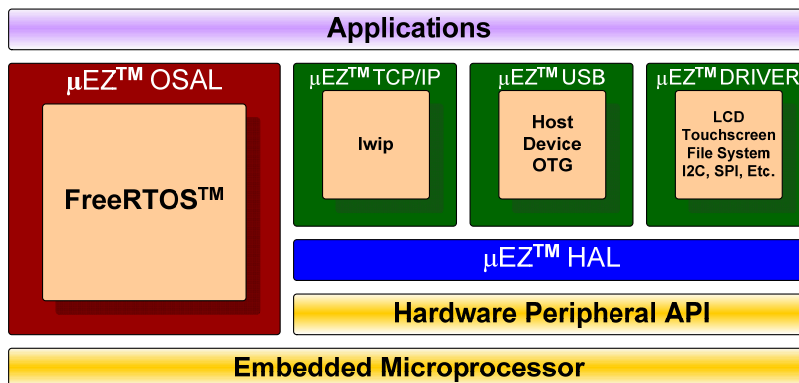 Applications
µEZ™ OSAL
FreeRTOS™
µEZ™ TCP/IP
lwip
µEZ™ USB
Host
Device
OTG
µEZ™ DRIVER
LCD
Touchscreen
File System
I2C, SPI, Etc.
µEZ™ HAL
Hardware Peripheral API
Embedded Microprocessor